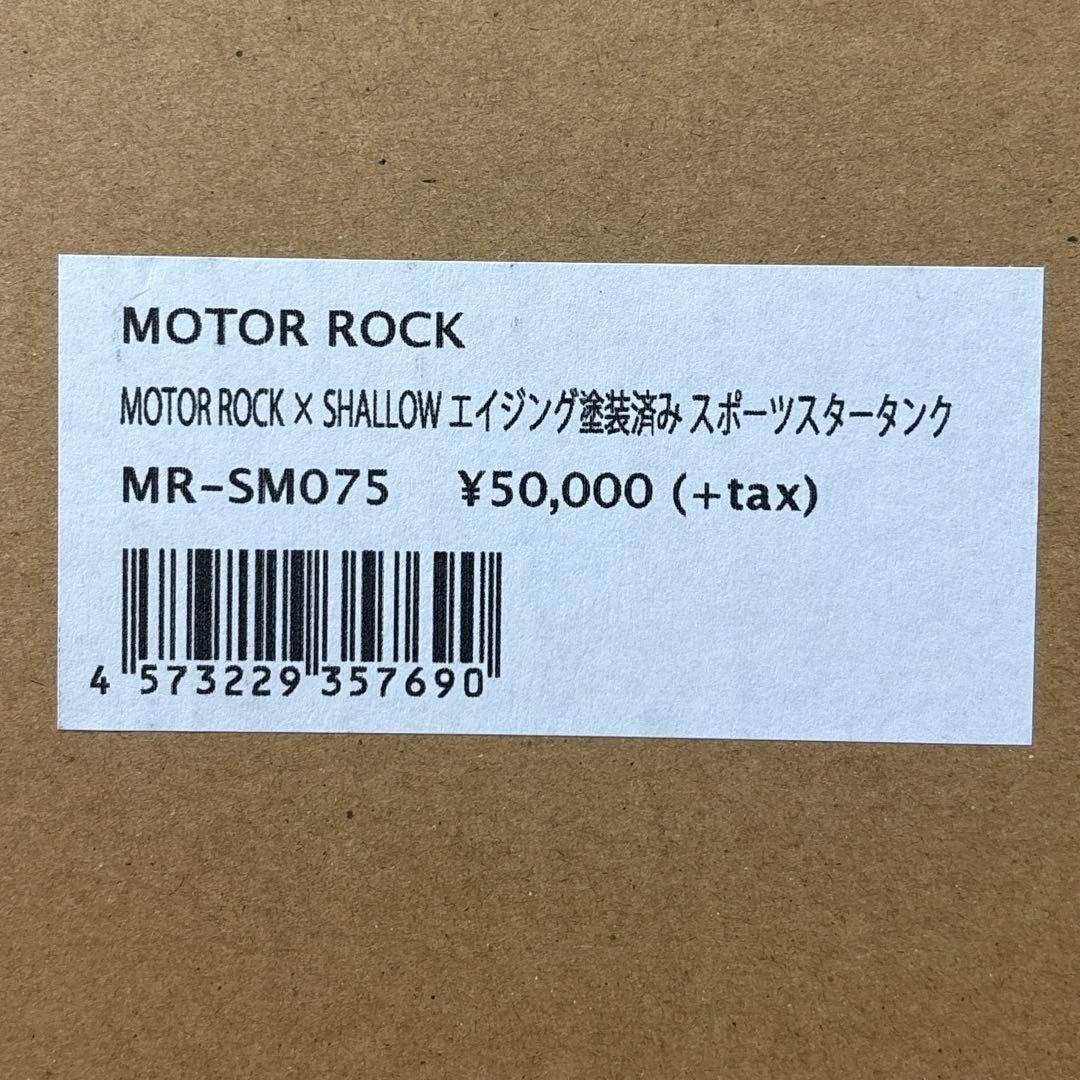 MOTOR ROCK
MOTOR ROCK × SHALLOW エイジング塗装済み スポーツスタータンク
MR-SM075 ¥50,000 (+tax)
4 573229 357690